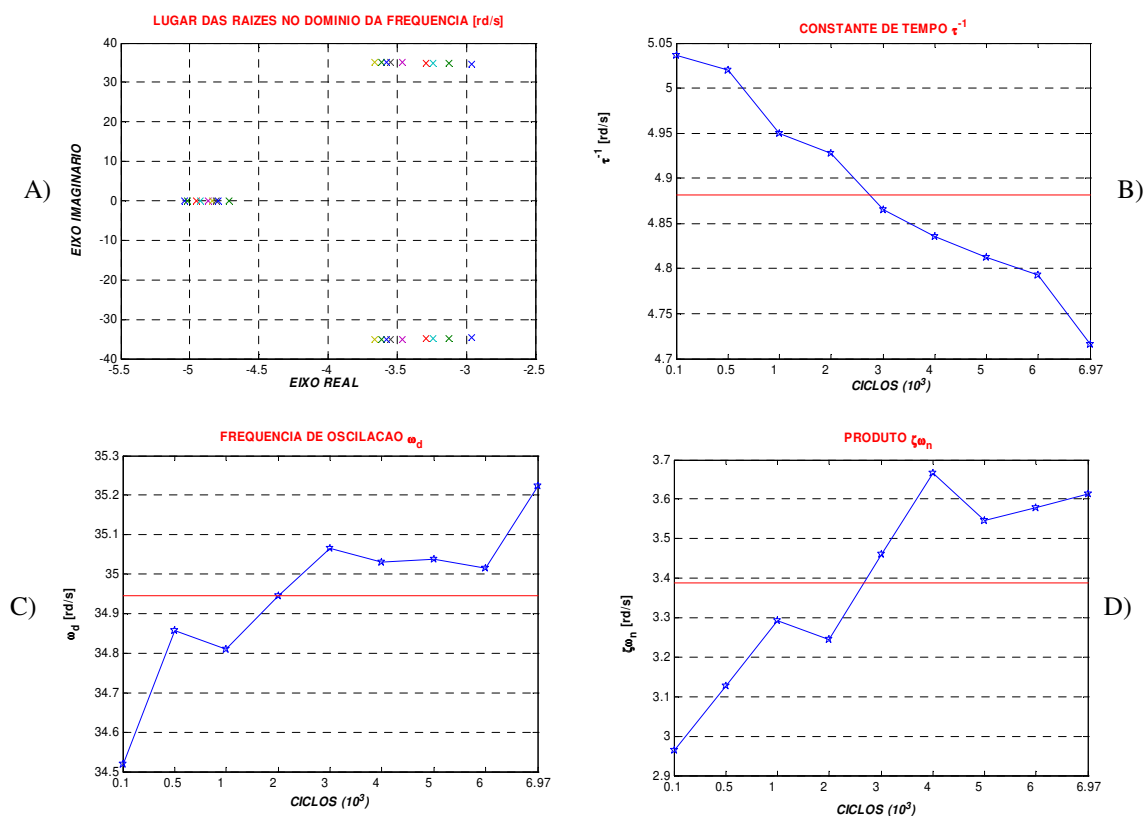 LUGAR DAS RAIZES NO DOMINIO DA FREQUENCIA [rd/s]
40
30
20
10
0
-10
-20
-30
-40
-5.5 -5 -4.5 -4 -3.5 -3 -2.5
EIXO IMAGINARIO
EIXO REAL
A)
CONSTANTE DE TEMPO τ⁻¹
5.05
5
4.95
4.9
4.85
4.8
4.75
4.7
0.1 0.5 1 2 3 4 5 6 6.97
τ⁻¹ [rd/s]
CICLOS (10³)
B)
FREQUENCIA DE OSCILACAO ω_d
35.3
35.2
35.1
35
34.9
34.8
34.7
34.6
34.5
0.1 0.5 1 2 3 4 5 6 6.97
ω_d [rd/s]
CICLOS (10³)
C)
PRODUTO ζω_n
3.7
3.6
3.5
3.4
3.3
3.2
3.1
3
2.9
0.1 0.5 1 2 3 4 5 6 6.97
ζω_n [rd/s]
CICLOS (10³)
D)